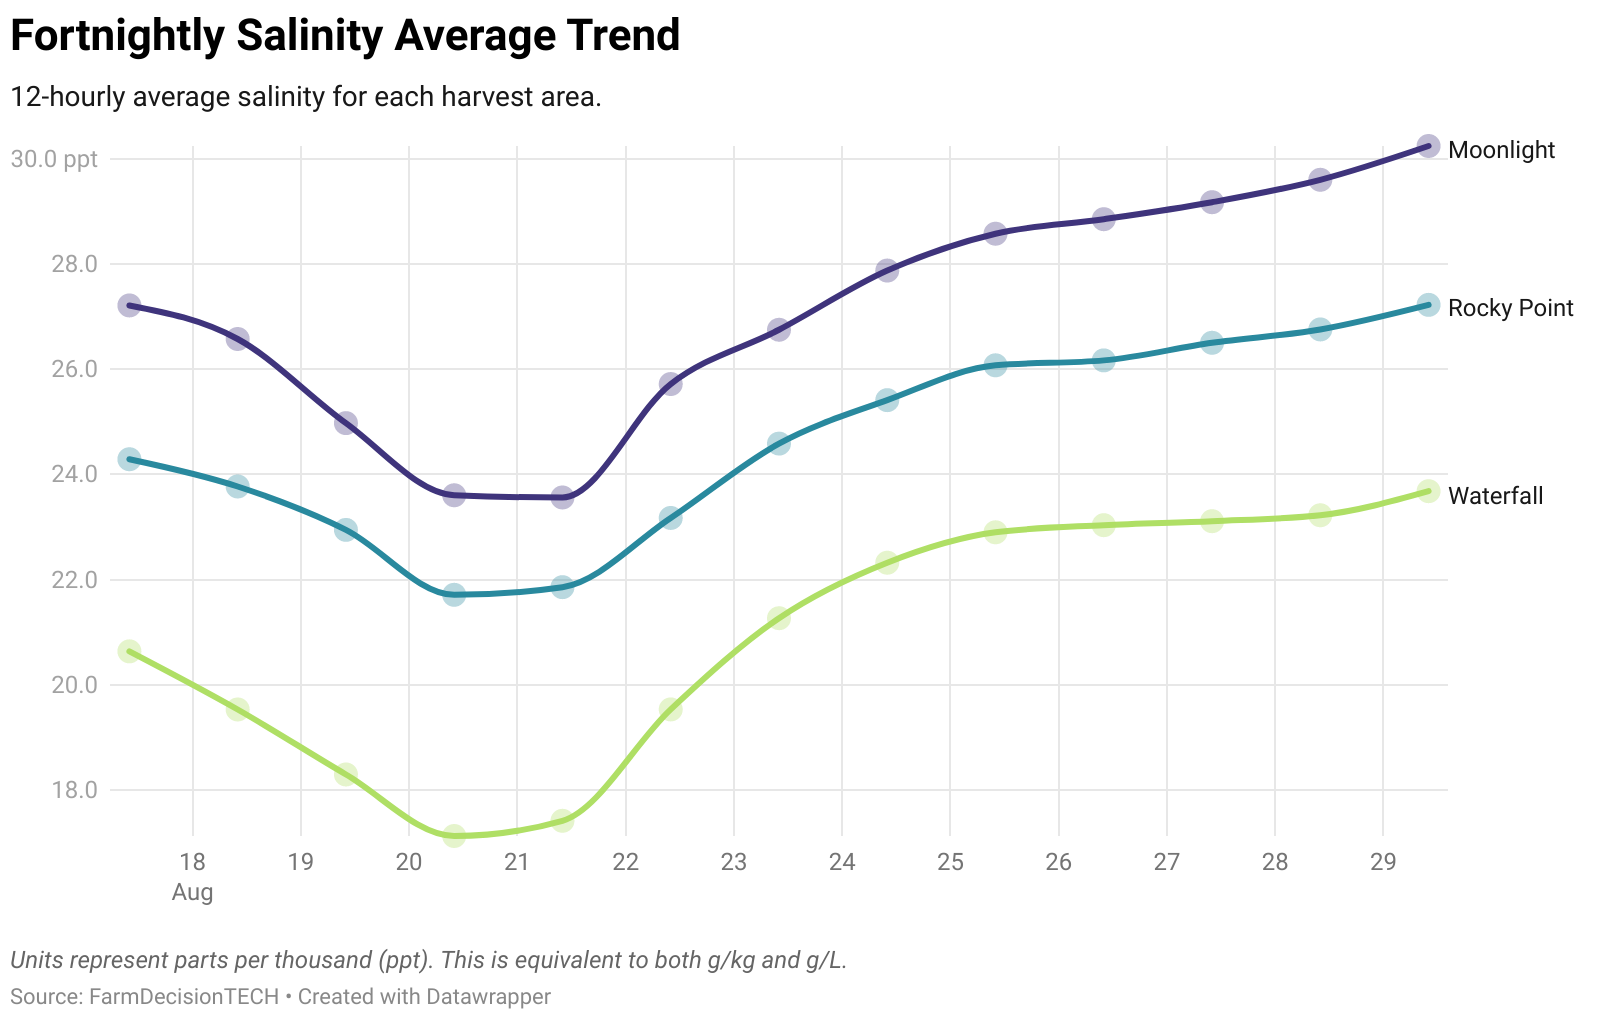 Fortnightly Salinity Average Trend
12-hourly average salinity for each harvest area.
30.0 ppt
Moonlight
28.0
Rocky Point
26.0
24.0
Waterfall
22.0
20.0
18.0
18 19 20 21 22 23 24 25 26 27 28 29
Aug
Units represent parts per thousand (ppt). This is equivalent to both g/kg and g/L.
Source: FarmDecisionTECH • Created with Datawrapper